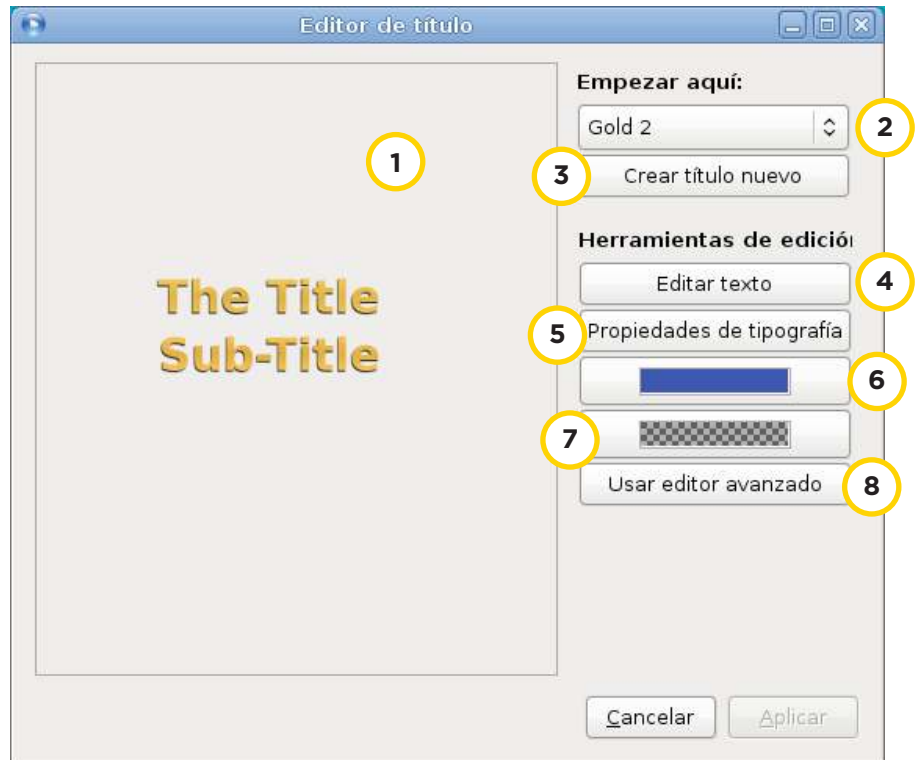 Editor de título
Empezar aquí:
Gold 2
2
1
3
Crear título nuevo
Herramientas de edició
The Title
Sub-Title
Editar texto
4
5
Propiedades de tipografía
6
7
Usar editor avanzado
8
Cancelar
Aplicar